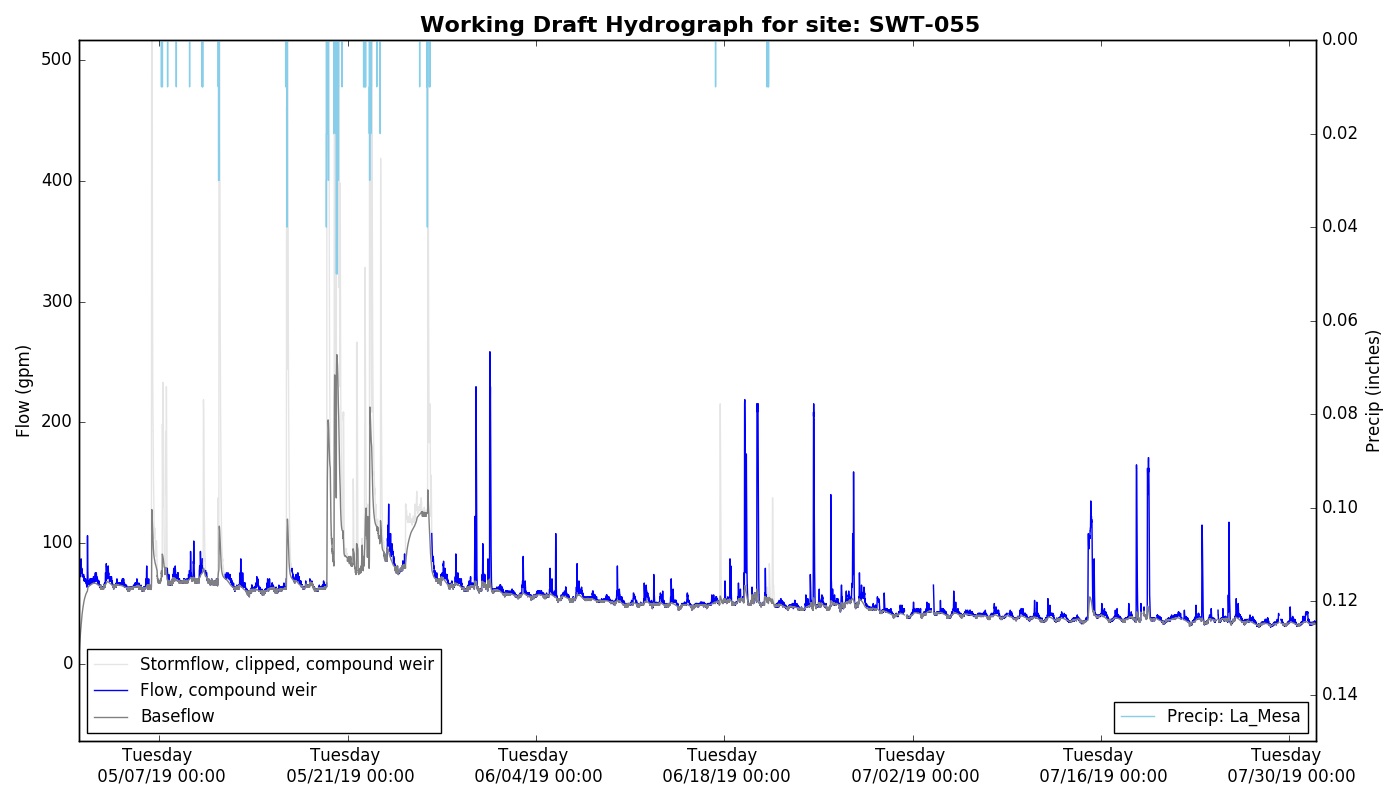 Working Draft Hydrograph for site: SWT-055
500
400
300
200
100
0
Flow (gpm)
0.00
0.02
0.04
0.06
0.08
0.10
0.12
0.14
Precip (inches)
Stormflow, clipped, compound weir
Flow, compound weir
Baseflow
Precip: La_Mesa
Tuesday
05/07/19 00:00
Tuesday
05/21/19 00:00
Tuesday
06/04/19 00:00
Tuesday
06/18/19 00:00
Tuesday
07/02/19 00:00
Tuesday
07/16/19 00:00
Tuesday
07/30/19 00:00